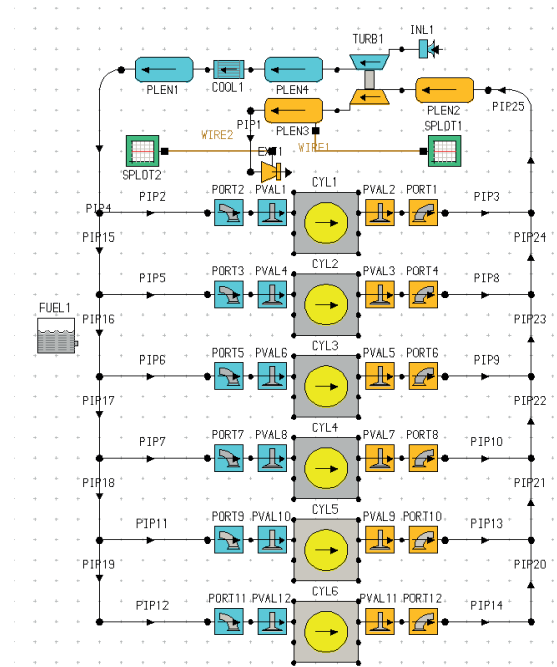 INL1
TURB1
PLEN1
COOL1
PLEN4
PLEN2
PIP25
PIP1
PLEN3
SPLOT1
WIRE2
WIRE1
SPLOT2
CYL1
PIP4
PIP2
PORT2 PVAL1
PVAL2 PORT1
PIP3
PIP15
PIP24
CYL2
PIP5
PORT3 PVAL4
PVAL3 PORT4
PIP8
FUEL1
PIP16
PIP23
CYL3
PIP6
PORT5 PVAL6
PVAL5 PORT6
PIP9
PIP17
PIP22
CYL4
PIP7
PORT7 PVAL8
PVAL7 PORT8
PIP10
PIP18
PIP21
CYL5
PIP11
PORT9 PVAL10
PVAL9 PORT10
PIP13
PIP19
PIP20
CYL6
PIP12
PORT11 PVAL12
PVAL11 PORT12
PIP14